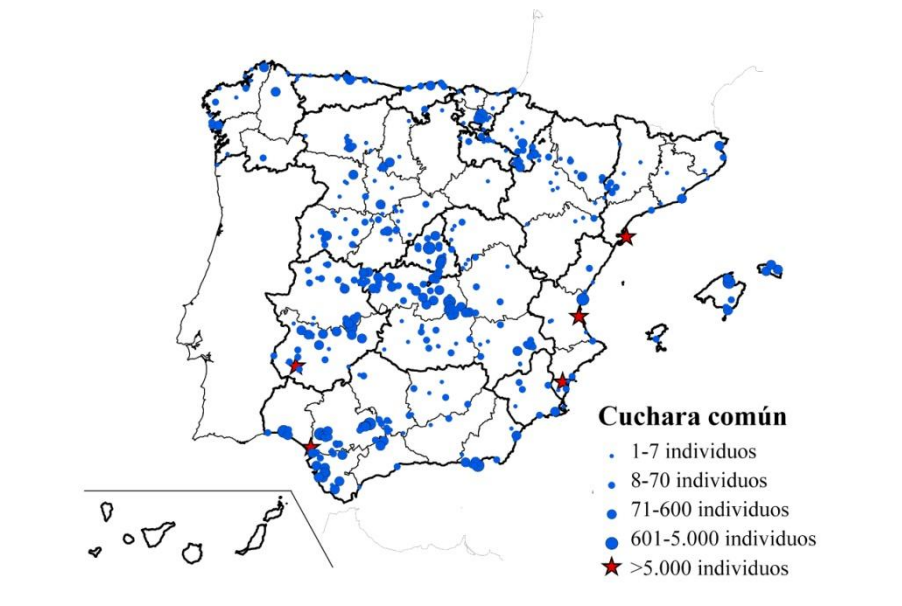 Cuchara común
1-7 individuos
8-70 individuos
71-600 individuos
601-5.000 individuos
>5.000 individuos